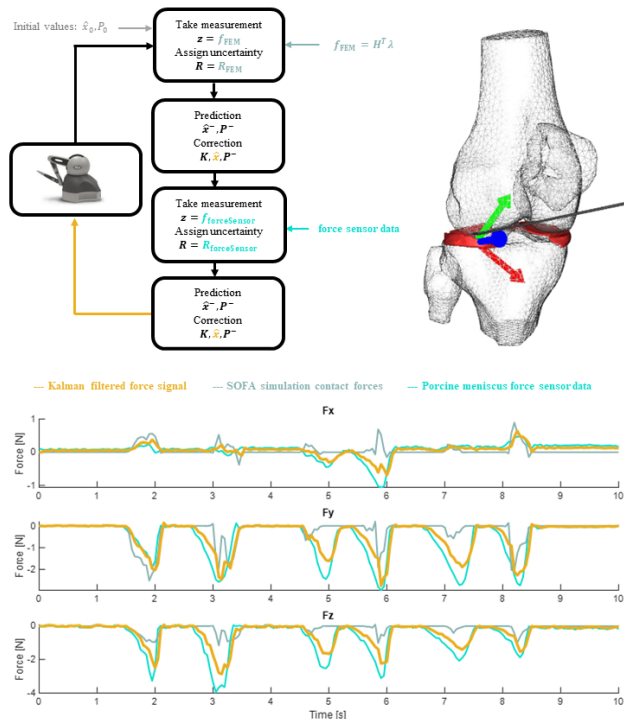 Initial values: x̂₀, P₀
Take measurement
z = f_FEM
Assign uncertainty
R = R_FEM
f_FEM = Hᵀλ
Prediction
x̂⁻, P⁻
Correction
K, x̂, P⁻
Take measurement
z = f_forceSensor
Assign uncertainty
R = R_forceSensor
force sensor data
Prediction
x̂⁻, P⁻
Correction
K, x̂, P⁻
— Kalman filtered force signal — SOFA simulation contact forces — Porcine meniscus force sensor data
Fx
Force [N]
1
0
-1
0 1 2 3 4 5 6 7 8 9 10
Fy
Force [N]
0
-2
0 1 2 3 4 5 6 7 8 9 10
Fz
Force [N]
0
-2
-4
0 1 2 3 4 5 6 7 8 9 10
Time [s]